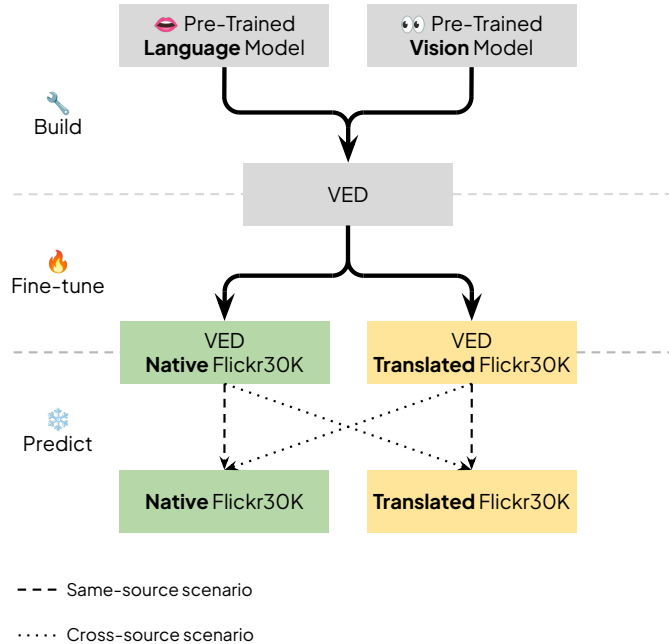 👄 Pre-Trained
Language Model
👀 Pre-Trained
Vision Model
🔧
Build
VED
🔥
Fine-tune
VED
Native Flickr30K
VED
Translated Flickr30K
❄️
Predict
Native Flickr30K
Translated Flickr30K
Same-source scenario
Cross-source scenario